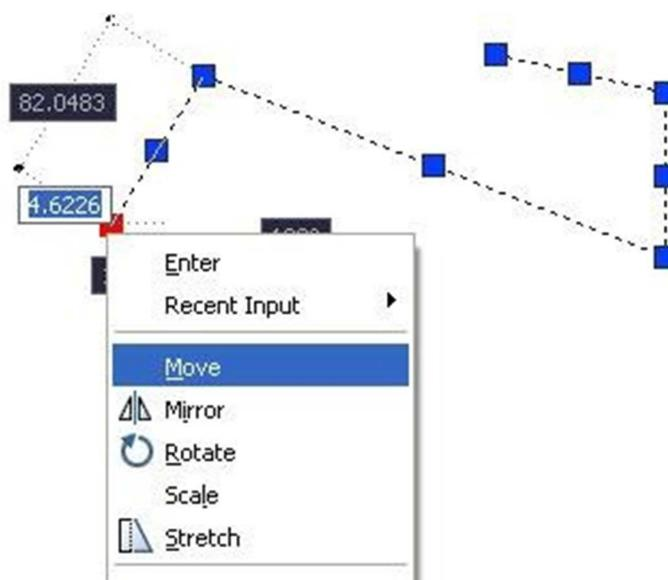 82.0483
4.6226
Enter
Recent Input
Move
Mirror
Rotate
Scale
Stretch